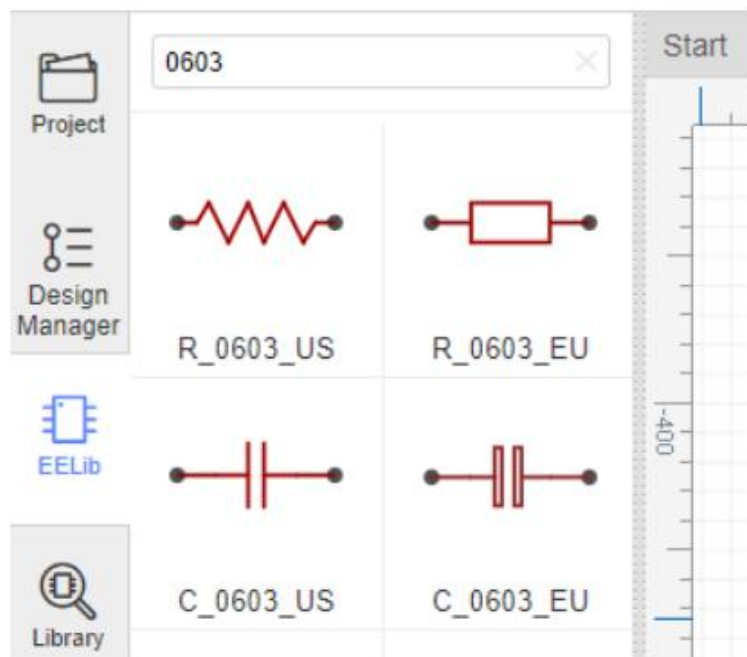 0603
Start
Project
Design
Manager
EELib
Library
R_0603_US
R_0603_EU
C_0603_US
C_0603_EU
-400